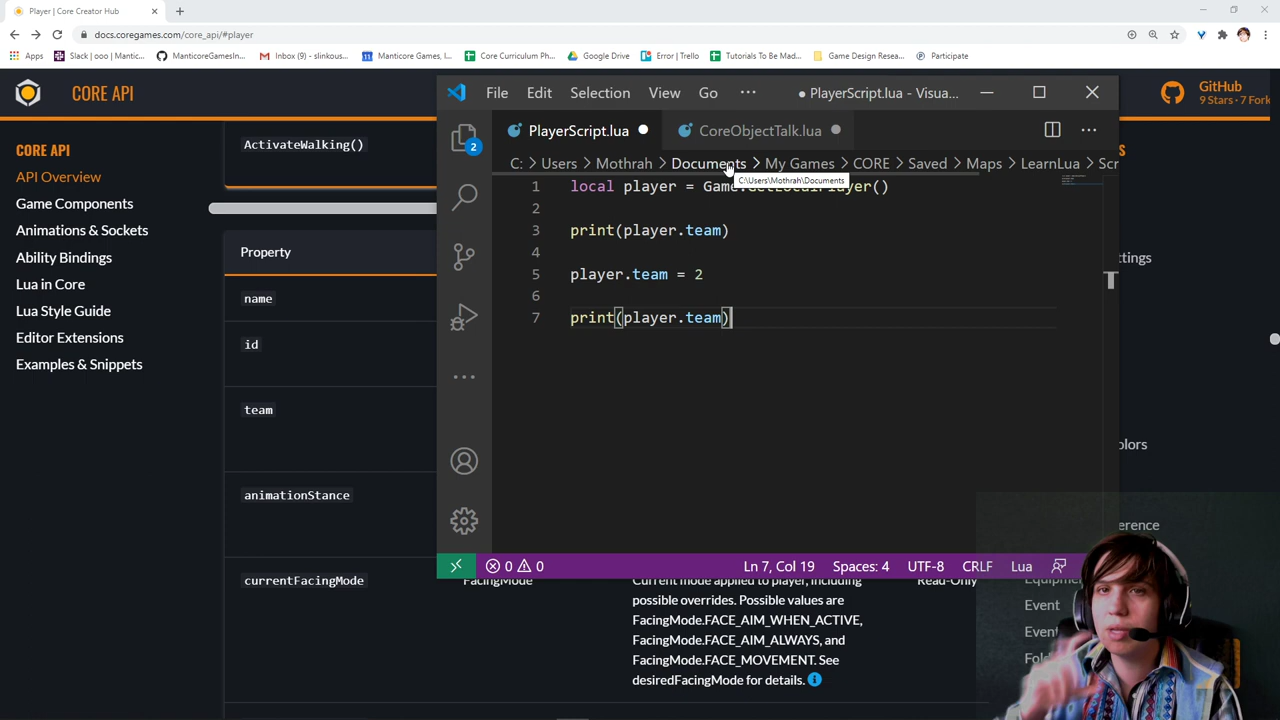 Player | Core Creator Hub
docs.coregames.com/core_api/#player
Apps
Slack | ooo | Mantic...
ManticoreGamesIn...
Inbox (9) - slinkous...
Manticore Games, I...
Core Curriculum Ph...
Google Drive
Error | Trello
Tutorials To Be Mad...
Game Design Resea...
Participate
CORE API
GitHub
9 Stars · 7 Fork
CORE API
API Overview
Game Components
Animations & Sockets
Ability Bindings
Lua in Core
Lua Style Guide
Editor Extensions
Examples & Snippets
ActivateWalking()
Property
name
id
team
animationStance
currentFacingMode
FacingMode
Current mode applied to player, including
possible overrides. Possible values are
FacingMode.FACE_AIM_WHEN_ACTIVE,
FacingMode.FACE_AIM_ALWAYS, and
FacingMode.FACE_MOVEMENT. See
desiredFacingMode for details.
Read-Only
File Edit Selection View Go ... ● PlayerScript.lua - Visua...
2
PlayerScript.lua
CoreObjectTalk.lua
C: > Users > Mothrah > Documents > My Games > CORE > Saved > Maps > LearnLua > Scr
C:\Users\Mothrah\Documents
1 local player = Game.GetLocalPlayer()
2
3 print(player.team)
4
5 player.team = 2
6
7 print(player.team)
0 0
Ln 7, Col 19 Spaces: 4 UTF-8 CRLF Lua
ttings
olors
erence
Equipme
Event
Event
Fold